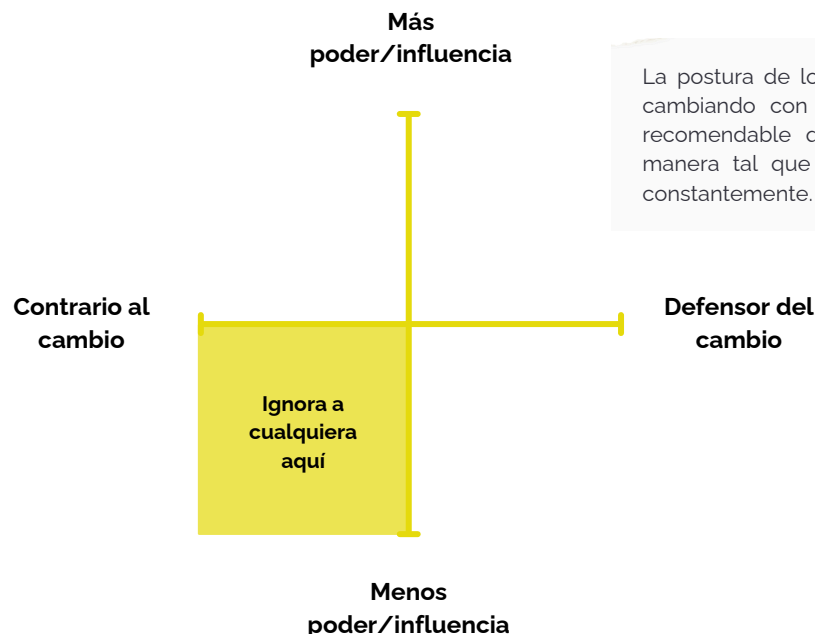 Más
poder/influencia
La postura de lo
cambiando con
recomendable
manera tal que
constantemente.
Contrario al
cambio
Defensor del
cambio
Ignora a
cualquiera
aquí
Menos
poder/influencia